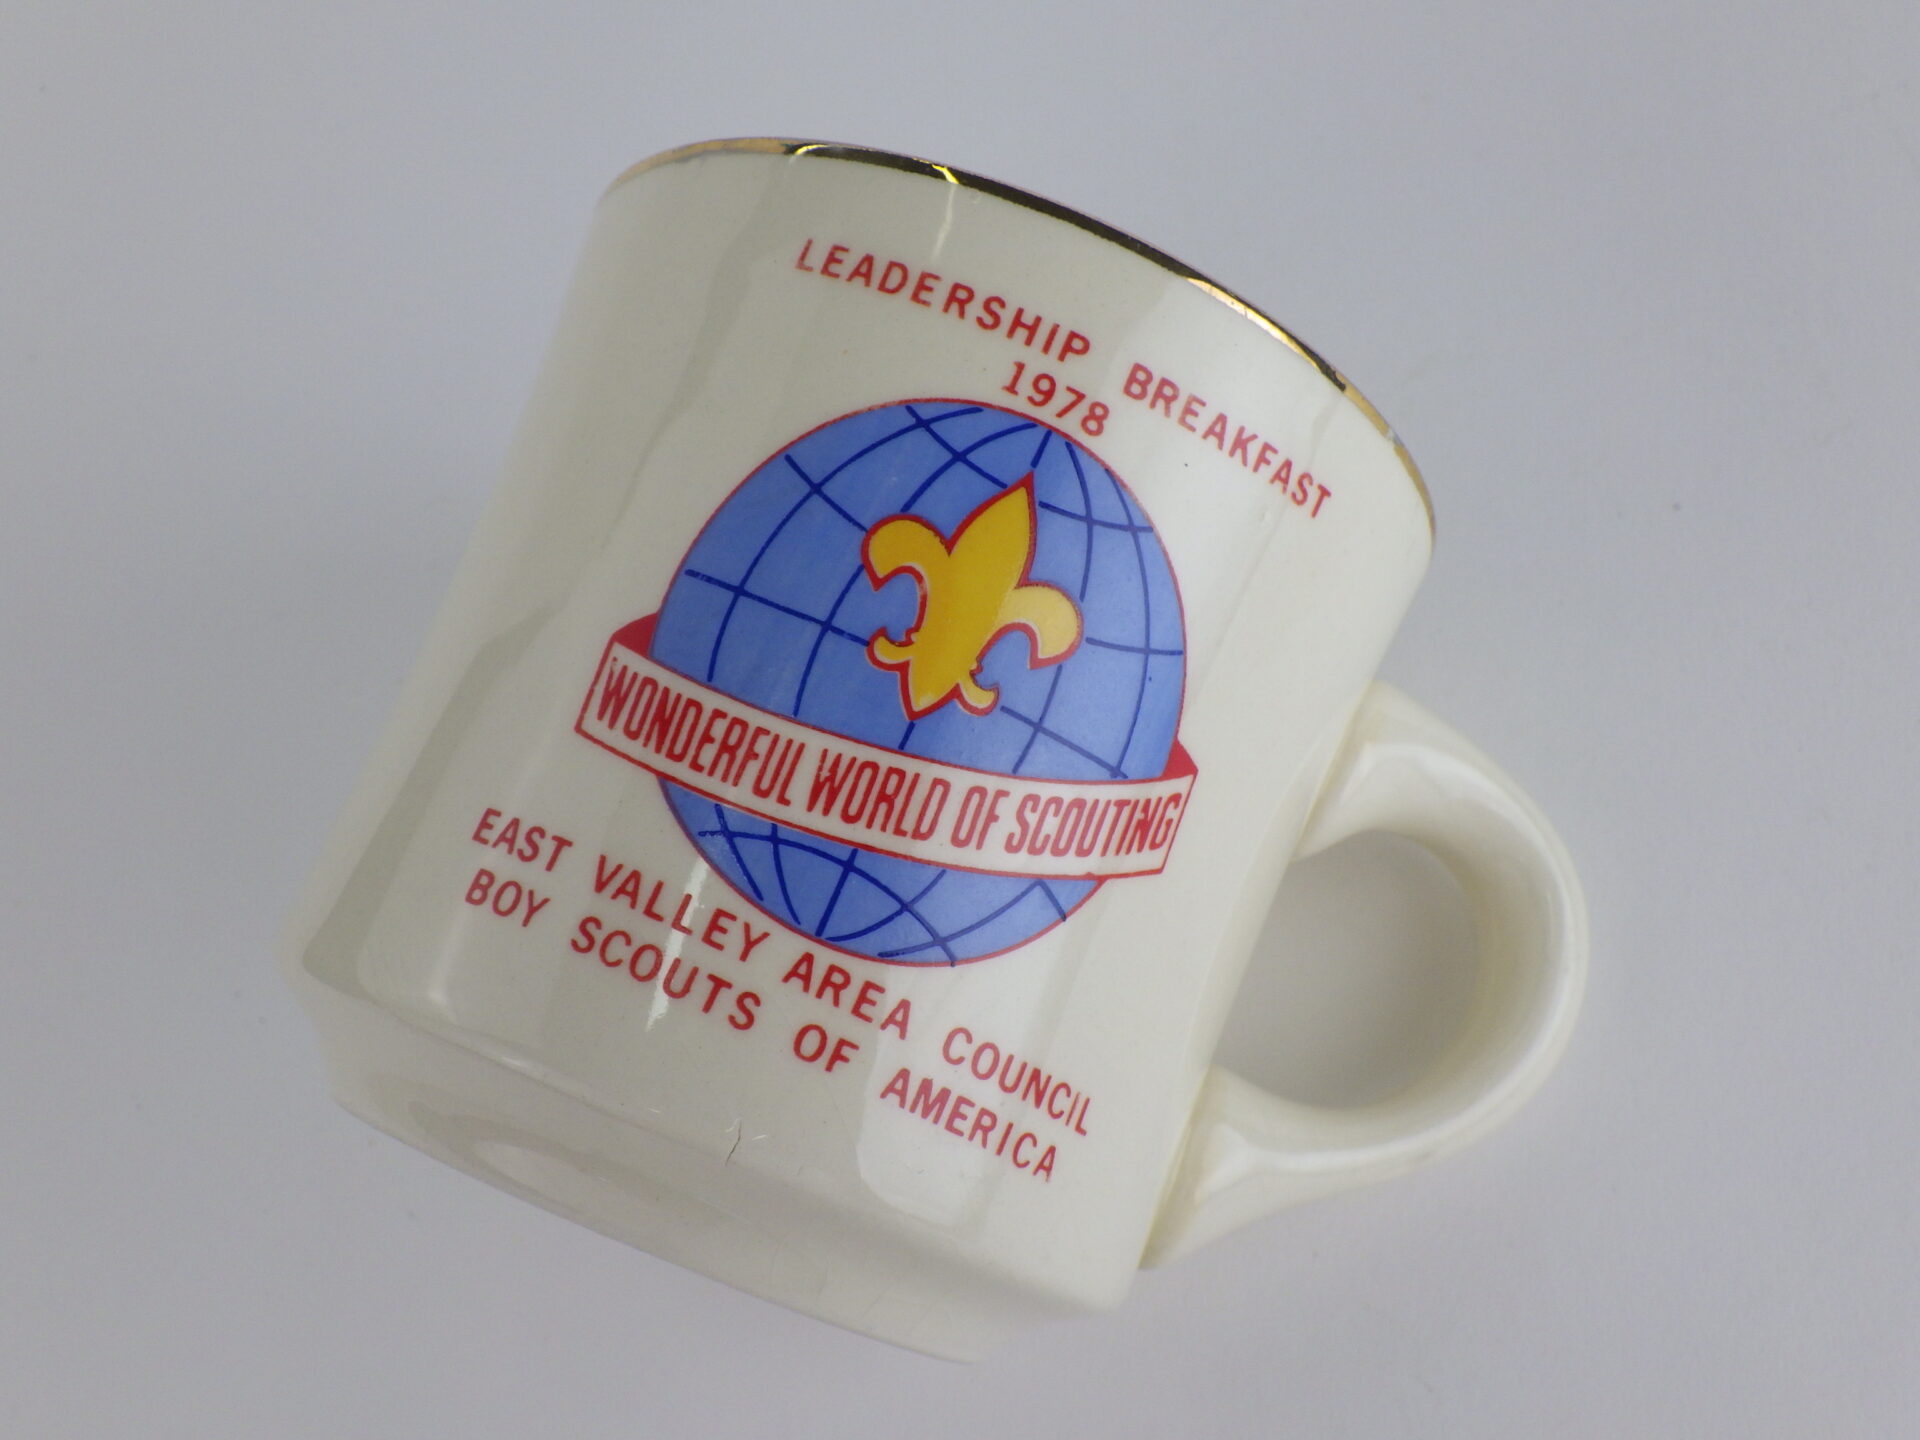 LEADERSHIP BREAKFAST
1978
WONDERFUL WORLD OF SCOUTING
EAST VALLEY AREA COUNCIL
BOY SCOUTS OF AMERICA